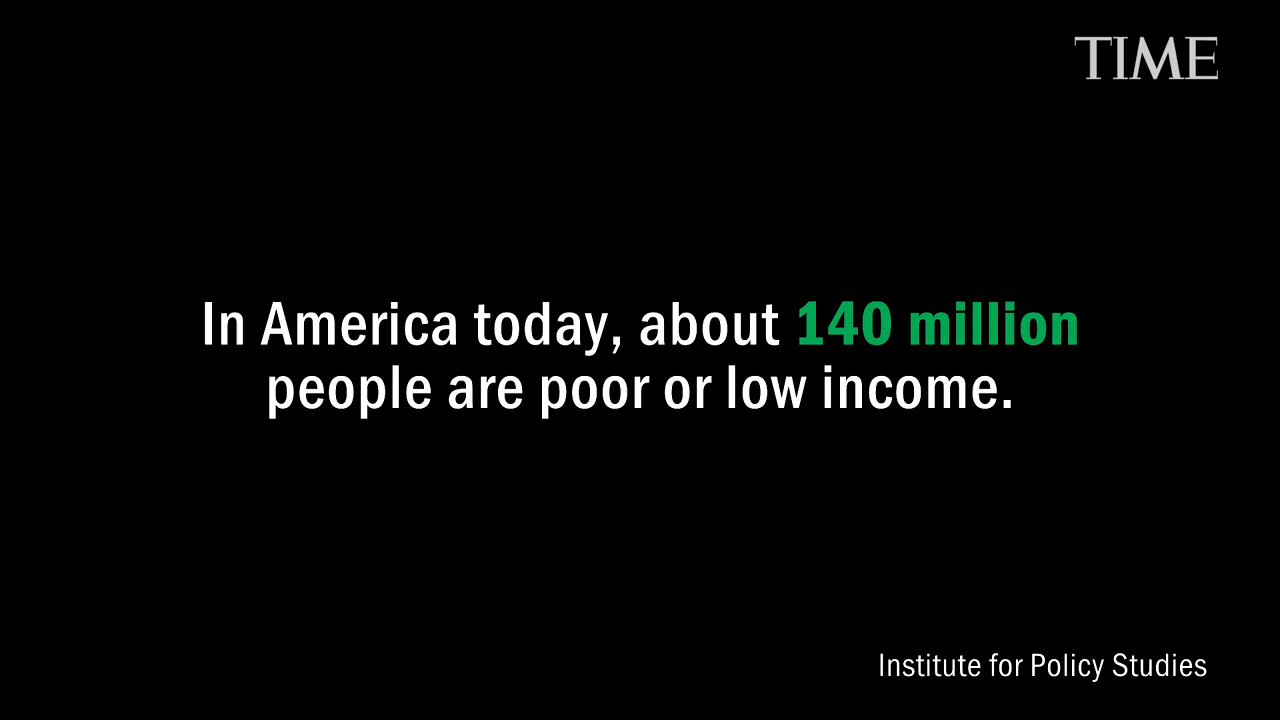 TIME
In America today, about 140 million
people are poor or low income.
Institute for Policy Studies